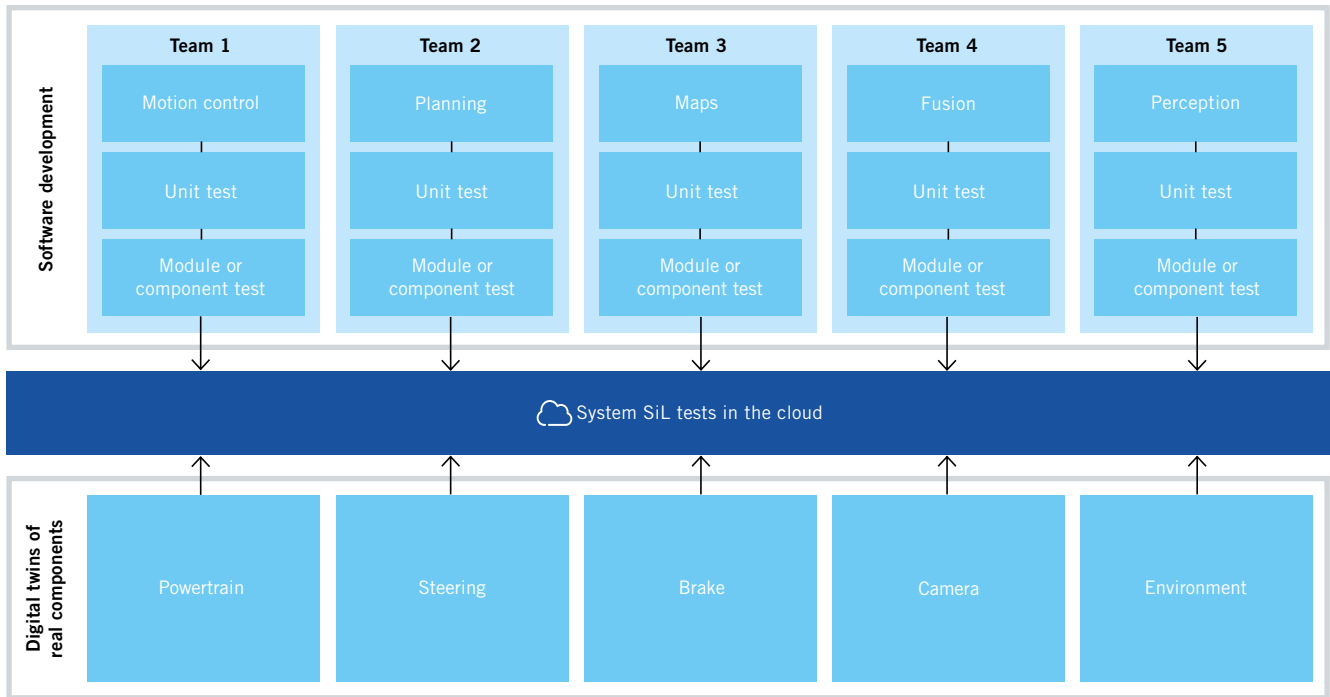 Software development
Team 1
Motion control
Unit test
Module or
component test
Team 2
Planning
Unit test
Module or
component test
Team 3
Maps
Unit test
Module or
component test
Team 4
Fusion
Unit test
Module or
component test
Team 5
Perception
Unit test
Module or
component test
System SiL tests in the cloud
Digital twins of
real components
Powertrain
Steering
Brake
Camera
Environment